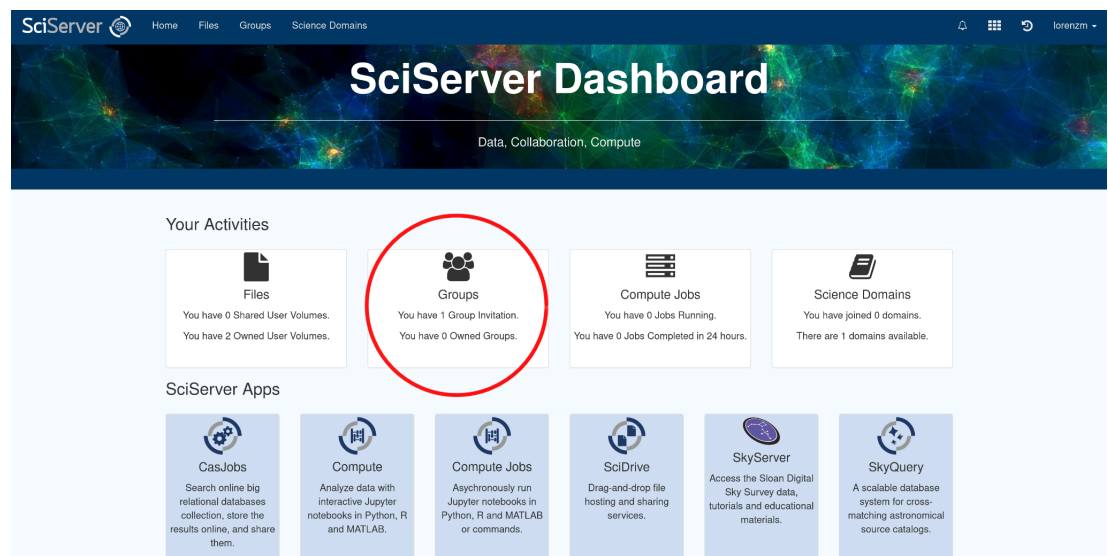 SciServer Home Files Groups Science Domains lorenzm
SciServer Dashboard
Data, Collaboration, Compute
Your Activities
Files
You have 0 Shared User Volumes.
You have 2 Owned User Volumes.
Groups
You have 1 Group Invitation.
You have 0 Owned Groups.
Compute Jobs
You have 0 Jobs Running.
You have 0 Jobs Completed in 24 hours.
Science Domains
You have joined 0 domains.
There are 1 domains available.
SciServer Apps
CasJobs
Search online big
relational databases
collection, store the
results online, and share
them.
Compute
Analyze data with
interactive Jupyter
notebooks in Python, R
and MATLAB.
Compute Jobs
Asychronously run
Jupyter notebooks in
Python, R and MATLAB
or commands.
SciDrive
Drag-and-drop file
hosting and sharing
services.
SkyServer
Access the Sloan Digital
Sky Survey data,
tutorials and educational
materials.
SkyQuery
A scalable database
system for cross-
matching astronomical
source catalogs.